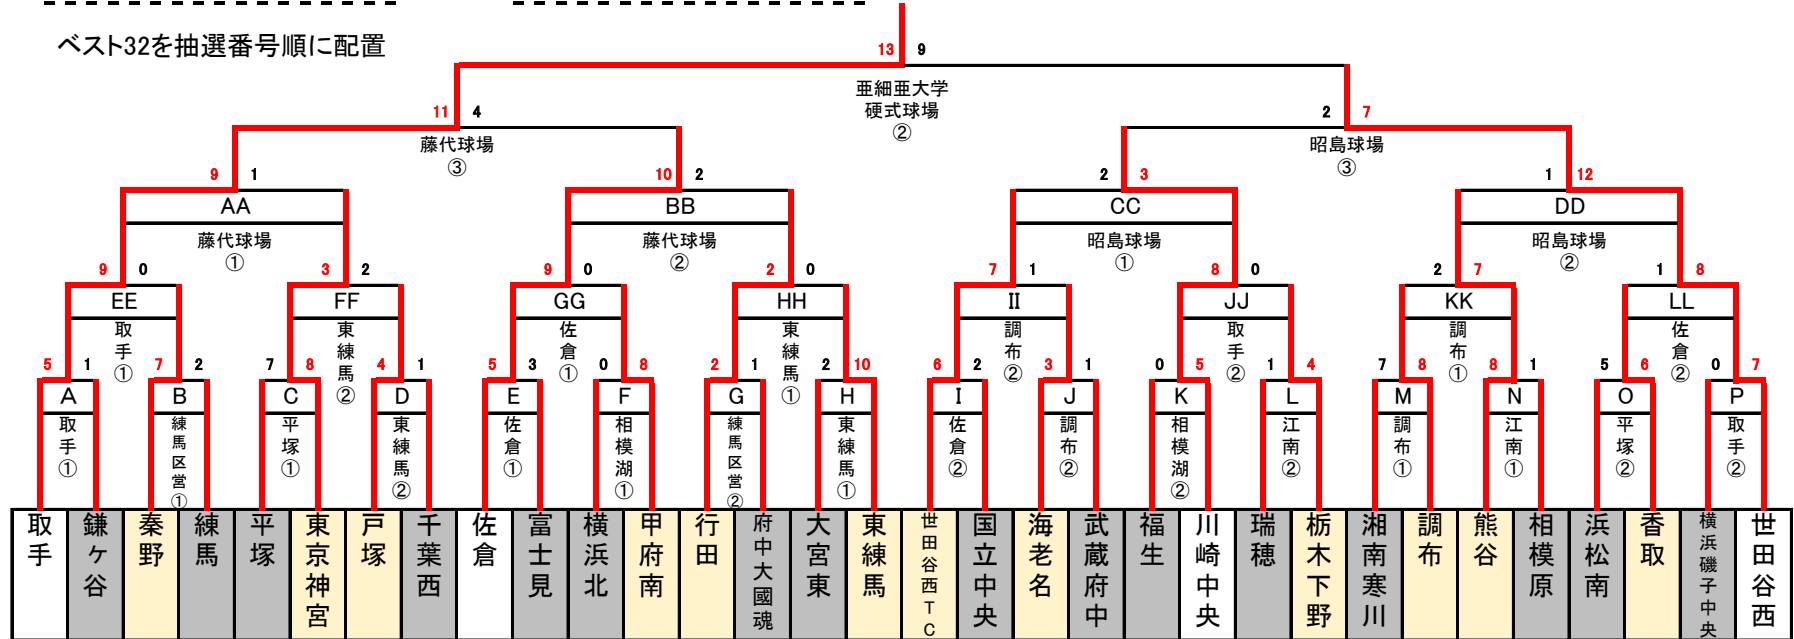 ベスト32を抽選番号順に配置
13 9
亜細亜大学
硬式球場
②
11 4
2 7
藤代球場
③
昭島球場
③
9 1
10 2
2 3
1 12
AA
BB
CC
DD
藤代球場
①
藤代球場
②
昭島球場
①
昭島球場
②
9 0
3 2
9 0
2 0
7 1
8 0
2 7
1 8
EE
FF
GG
HH
II
JJ
KK
LL
取手①
東練馬②
佐倉①
東練馬①
調布②
取手②
調布①
佐倉②
5 1
7 2
7 8
4 1
5 3
0 8
2 1
2 10
6 2
3 1
0 5
1 4
7 8
8 1
5 6
0 7
A
B
C
D
E
F
G
H
I
J
K
L
M
N
O
P
取手①
練馬区営①
平塚①
東練馬②
佐倉①
相模湖①
練馬区営②
東練馬①
佐倉②
調布②
相模湖②
江南②
調布①
江南①
平塚②
取手②
取手
鎌ヶ谷
秦野
練馬
平塚
東京神宮
戸塚
千葉西
佐倉
富士見
横浜北
甲府南
行田
府中大國魂
大宮東
東練馬
世田谷西TC
国立中央
海老名
武蔵府中
福生
川崎中央
瑞穂
栃木下野
湘南寒川
調布
熊谷
相模原
浜松南
香取
横浜磯子中央
世田谷西